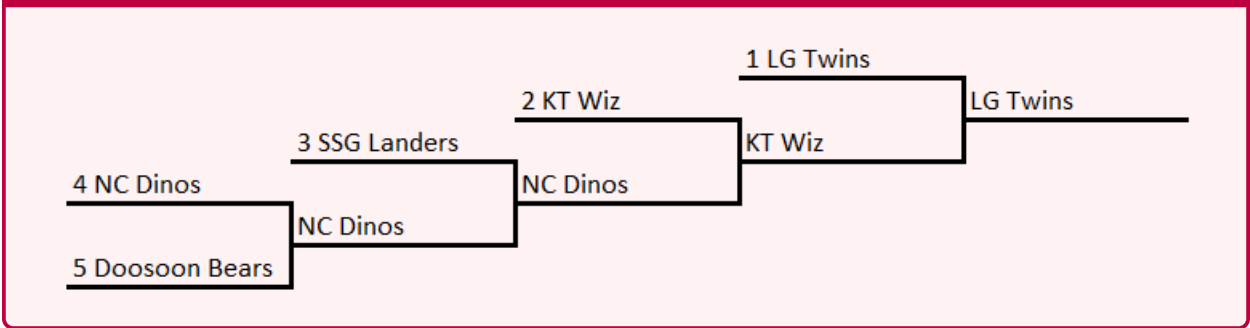 1 LG Twins
2 KT Wiz
LG Twins
3 SSG Landers
KT Wiz
4 NC Dinos
NC Dinos
NC Dinos
5 Doosoon Bears